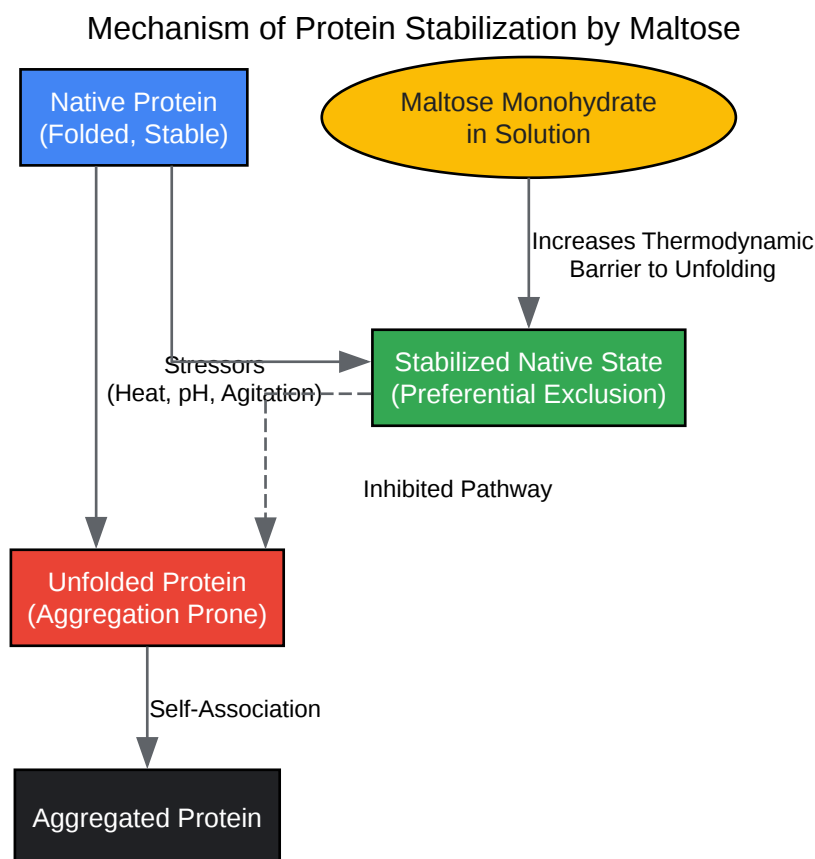 Mechanism of Protein Stabilization by Maltose
Native Protein
(Folded, Stable)
Maltose Monohydrate
in Solution
Increases Thermodynamic
Barrier to Unfolding
Stressors
(Heat, pH, Agitation)
Stabilized Native State
(Preferential Exclusion)
Inhibited Pathway
Unfolded Protein
(Aggregation Prone)
Self-Association
Aggregated Protein